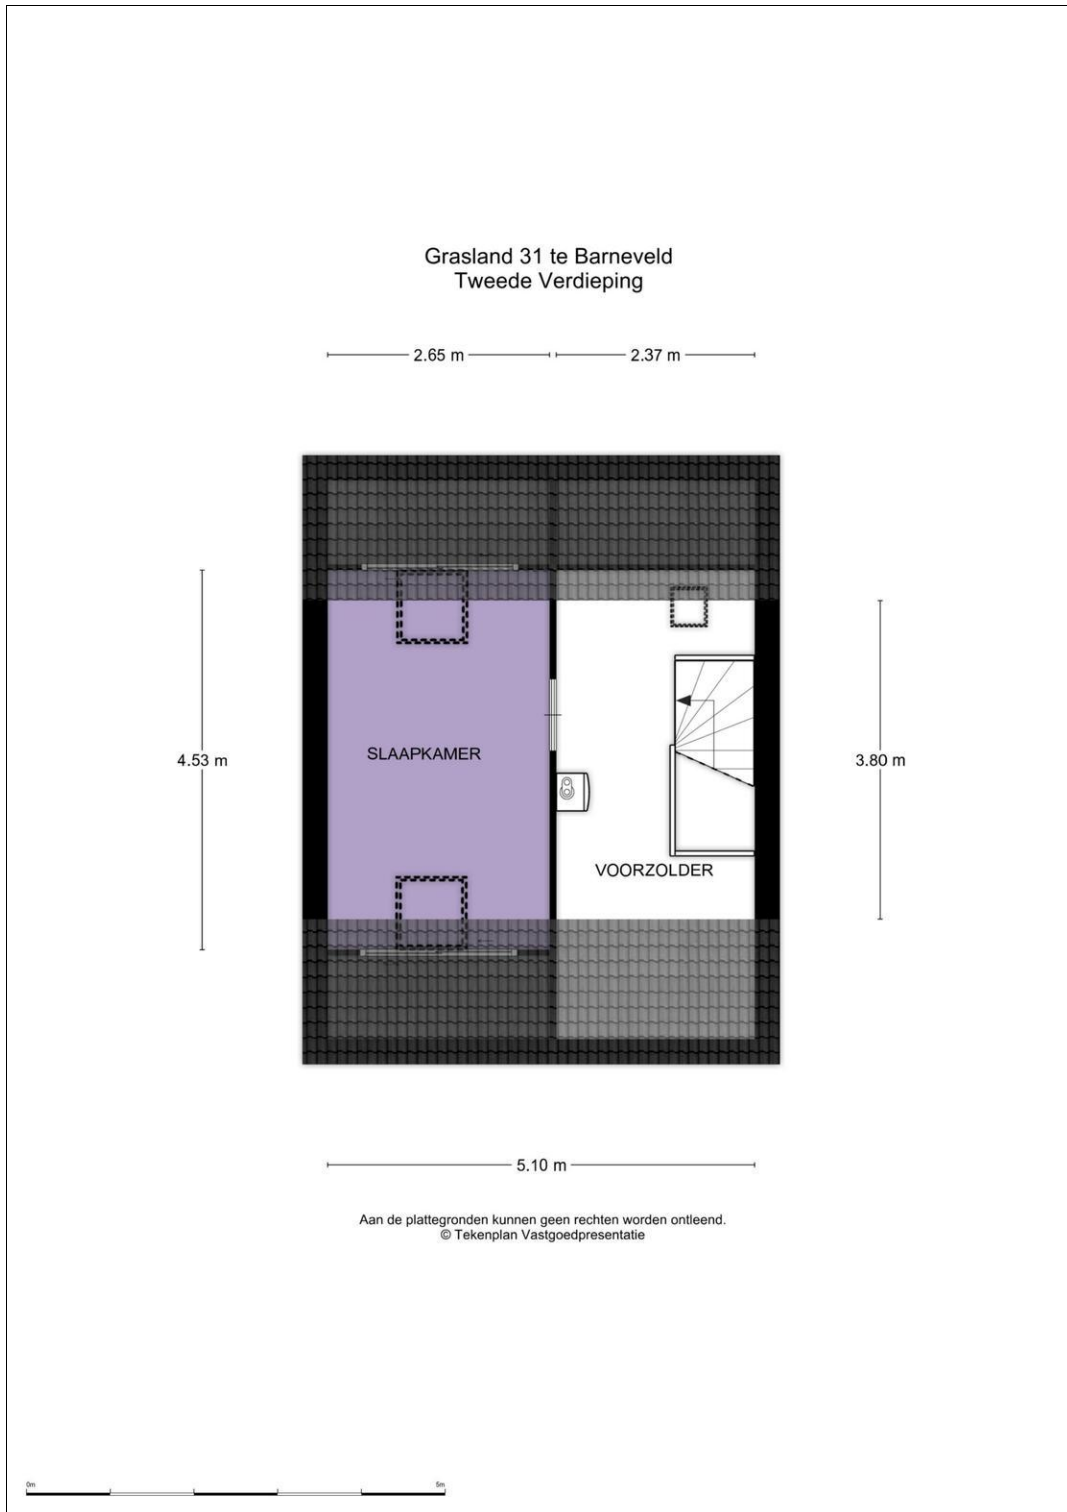 Grasland 31 te Barneveld
Tweede Verdieping
2.65 m
2.37 m
4.53 m
SLAAPKAMER
3.80 m
VOORZOLDER
5.10 m
Aan de plattegronden kunnen geen rechten worden ontleend.
© Tekenplan Vastgoedpresentatie
0m
5m